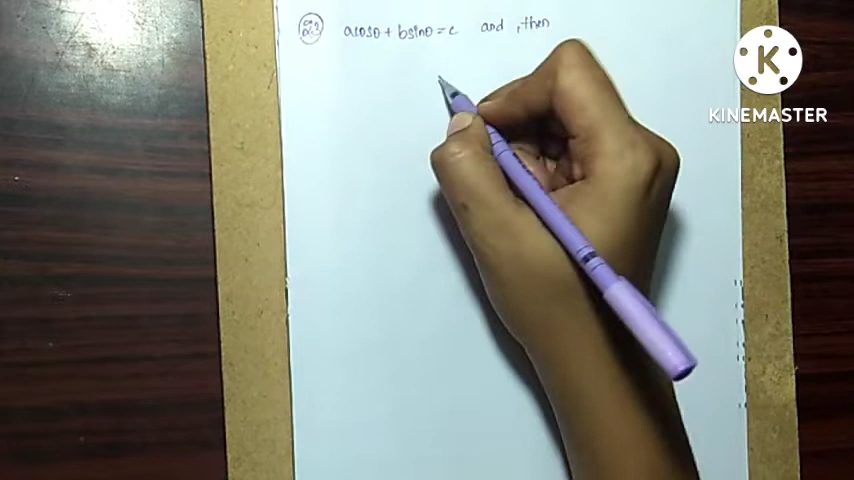 acosθ + bsinθ = c and , then
KINEMASTER